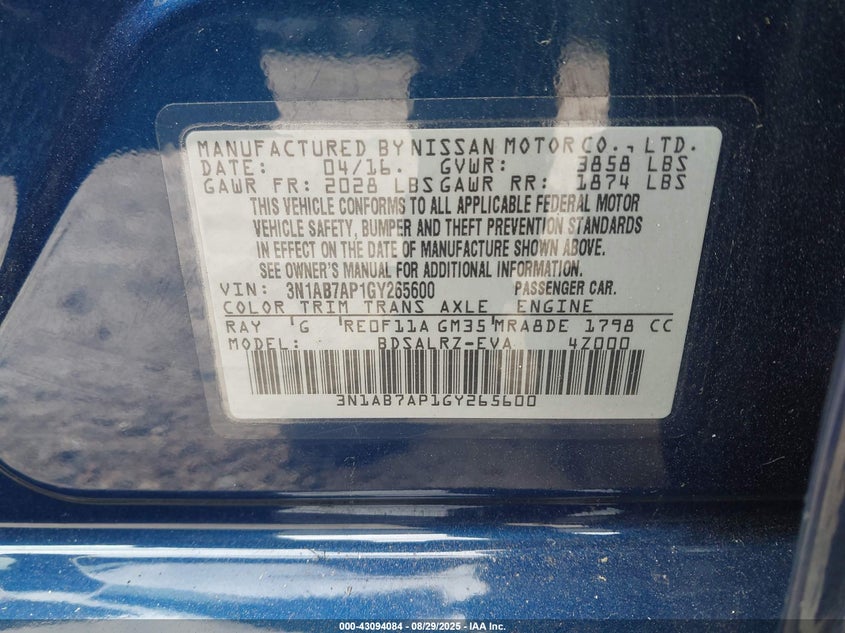 MANUFACTURED BY NISSAN MOTOR CO., LTD.
DATE: 04/16. GVWR: 3858 LBS
GAWR FR: 2028 LBS GAWR RR: 1874 LBS
THIS VEHICLE CONFORMS TO ALL APPLICABLE FEDERAL MOTOR
VEHICLE SAFETY, BUMPER AND THEFT PREVENTION STANDARDS
IN EFFECT ON THE DATE OF MANUFACTURE SHOWN ABOVE.
SEE OWNER'S MANUAL FOR ADDITIONAL INFORMATION
VIN: 3N1AB7AP1GY265600 PASSENGER CAR.
COLOR TRIM TRANS AXLE ENGINE
RAY G RE0F11A GM35 MRA8DE 1798 CC
MODEL: BDSALRZ-EVA 4Z000
3N1AB7AP1GY265600
000-43094084 - 08/29/2025 - IAA Inc.